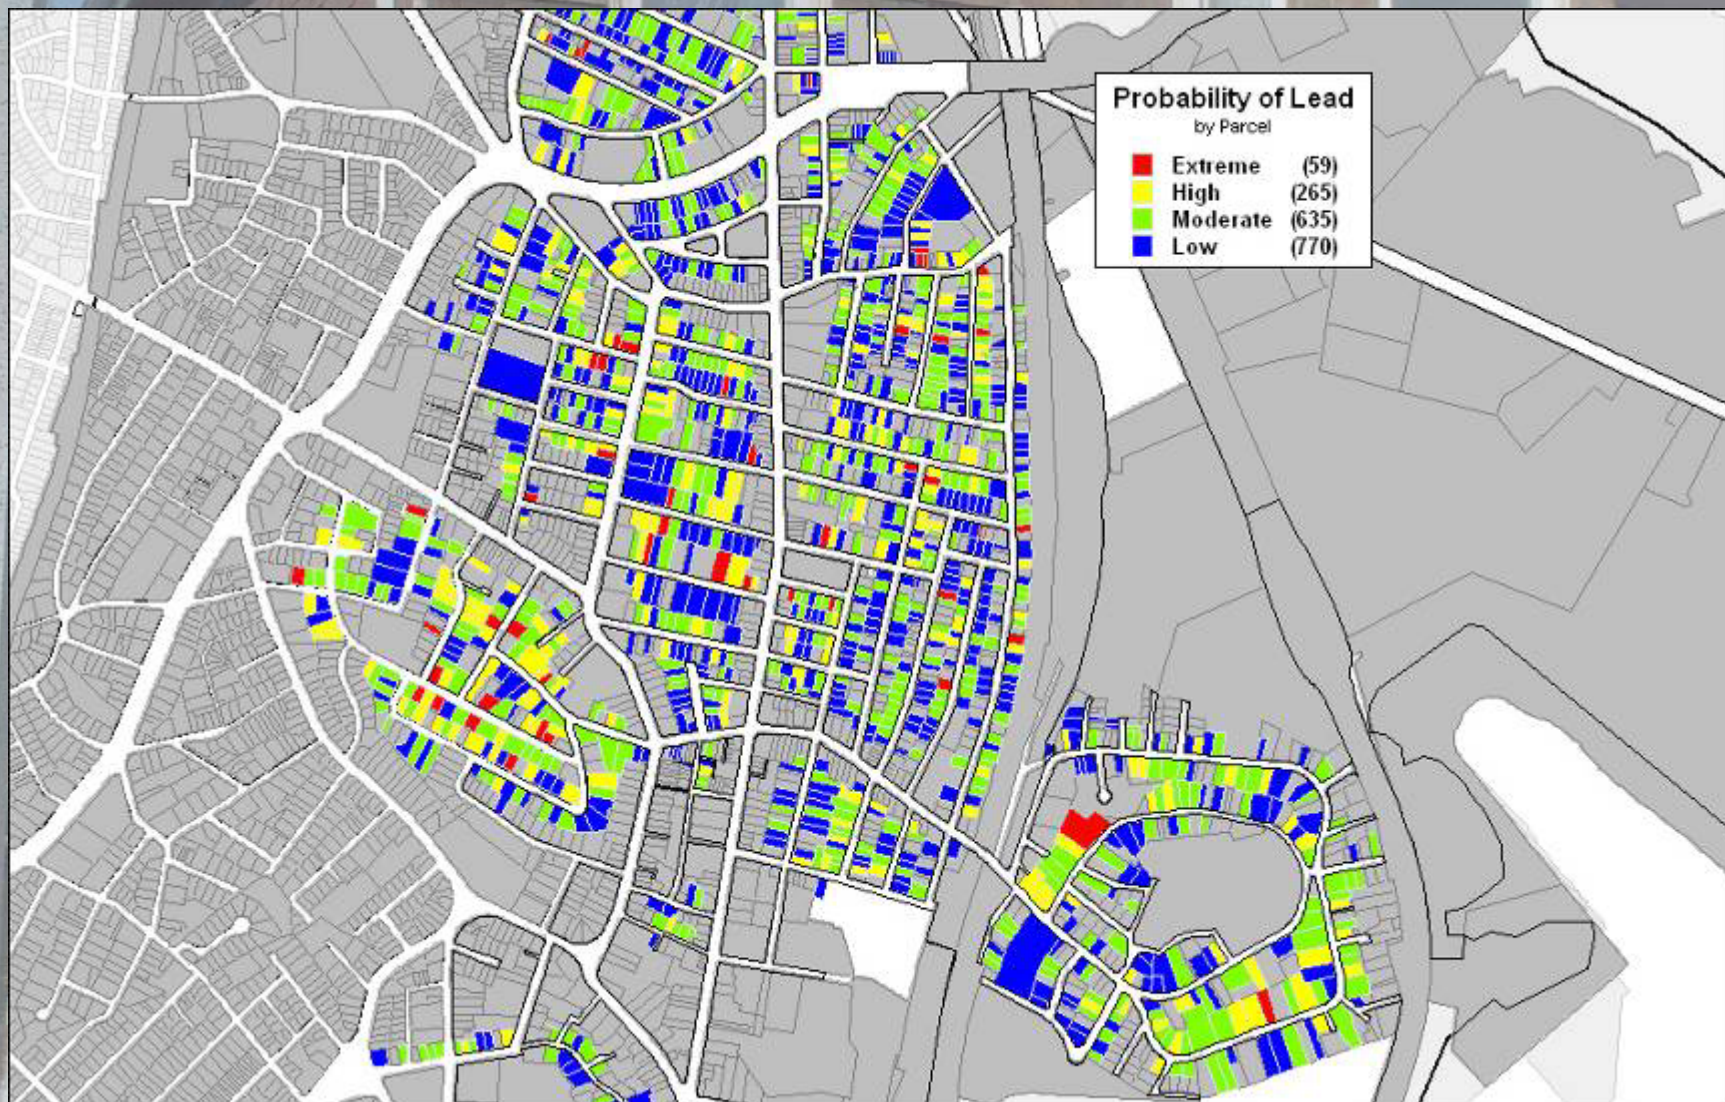 Probability of Lead
by Parcel
Extreme (59)
High (265)
Moderate (635)
Low (770)